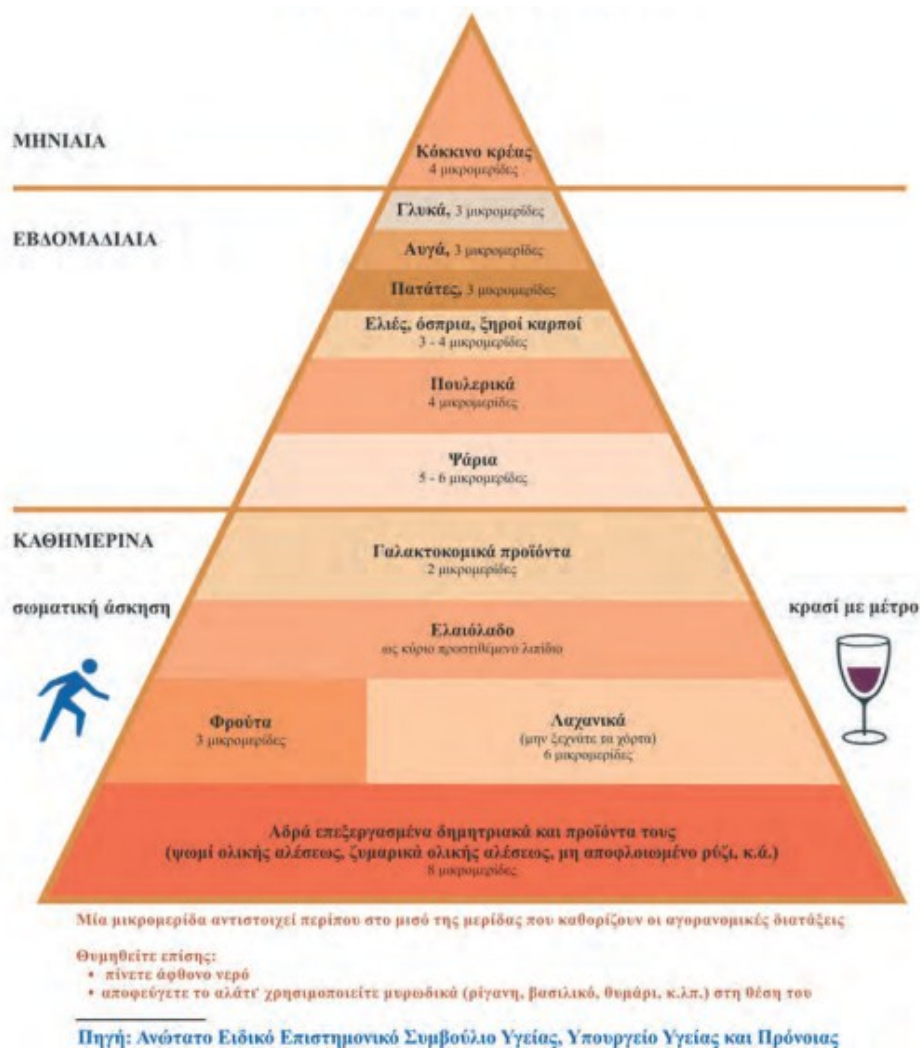 ΜΗΝΙΑΙΑ
Κόκκινο κρέας
4 μικρομερίδες
ΕΒΔΟΜΑΔΙΑΙΑ
Γλυκά, 3 μικρομερίδες
Αυγά, 3 μικρομερίδες
Πατάτες, 3 μικρομερίδες
Ελιές, όσπρια, ξηροί καρποί
3 - 4 μικρομερίδες
Πουλερικά
4 μικρομερίδες
Ψάρια
5 - 6 μικρομερίδες
ΚΑΘΗΜΕΡΙΝΑ
Γαλακτοκομικά προϊόντα
2 μικρομερίδες
σωματική άσκηση
κρασί με μέτρο
Ελαιόλαδο
ως κύριο προστιθέμενο λιπίδιο
Φρούτα
3 μικρομερίδες
Λαχανικά
(μην ξεχνάτε τα χόρτα)
6 μικρομερίδες
Αδρά επεξεργασμένα δημητριακά και προϊόντα τους
(ψωμί ολικής αλέσεως, ζυμαρικά ολικής αλέσεως, μη αποφλοιωμένο ρύζι, κ.ά.)
8 μικρομερίδες
Μία μικρομερίδα αντιστοιχεί περίπου στο μισό της μερίδας που καθορίζουν οι αγορανομικές διατάξεις
Θυμηθείτε επίσης:
• πίνετε άφθονο νερό
• αποφεύγετε το αλάτι· χρησιμοποιείτε μυρωδικά (ρίγανη, βασιλικό, θυμάρι, κ.λπ.) στη θέση του
Πηγή: Ανώτατο Ειδικό Επιστημονικό Συμβούλιο Υγείας, Υπουργείο Υγείας και Πρόνοιας